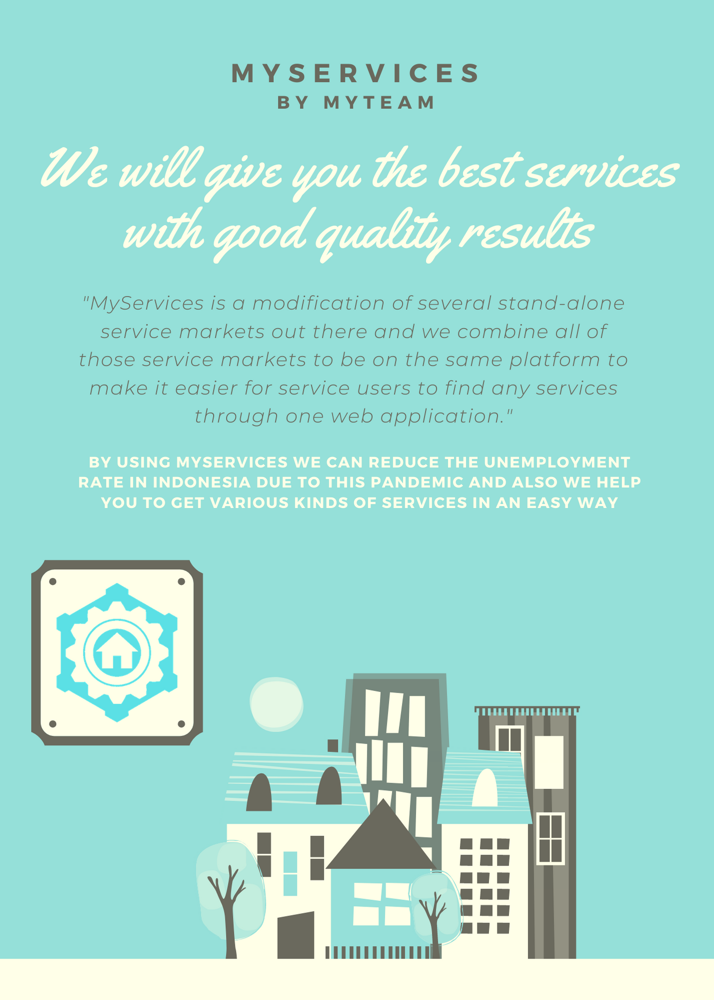 MYSERVICES
BY MYTEAM
We will give you the best services
with good quality results
"MyServices is a modification of several stand-alone
service markets out there and we combine all of
those service markets to be on the same platform to
make it easier for service users to find any services
through one web application."
BY USING MYSERVICES WE CAN REDUCE THE UNEMPLOYMENT
RATE IN INDONESIA DUE TO THIS PANDEMIC AND ALSO WE HELP
YOU TO GET VARIOUS KINDS OF SERVICES IN AN EASY WAY